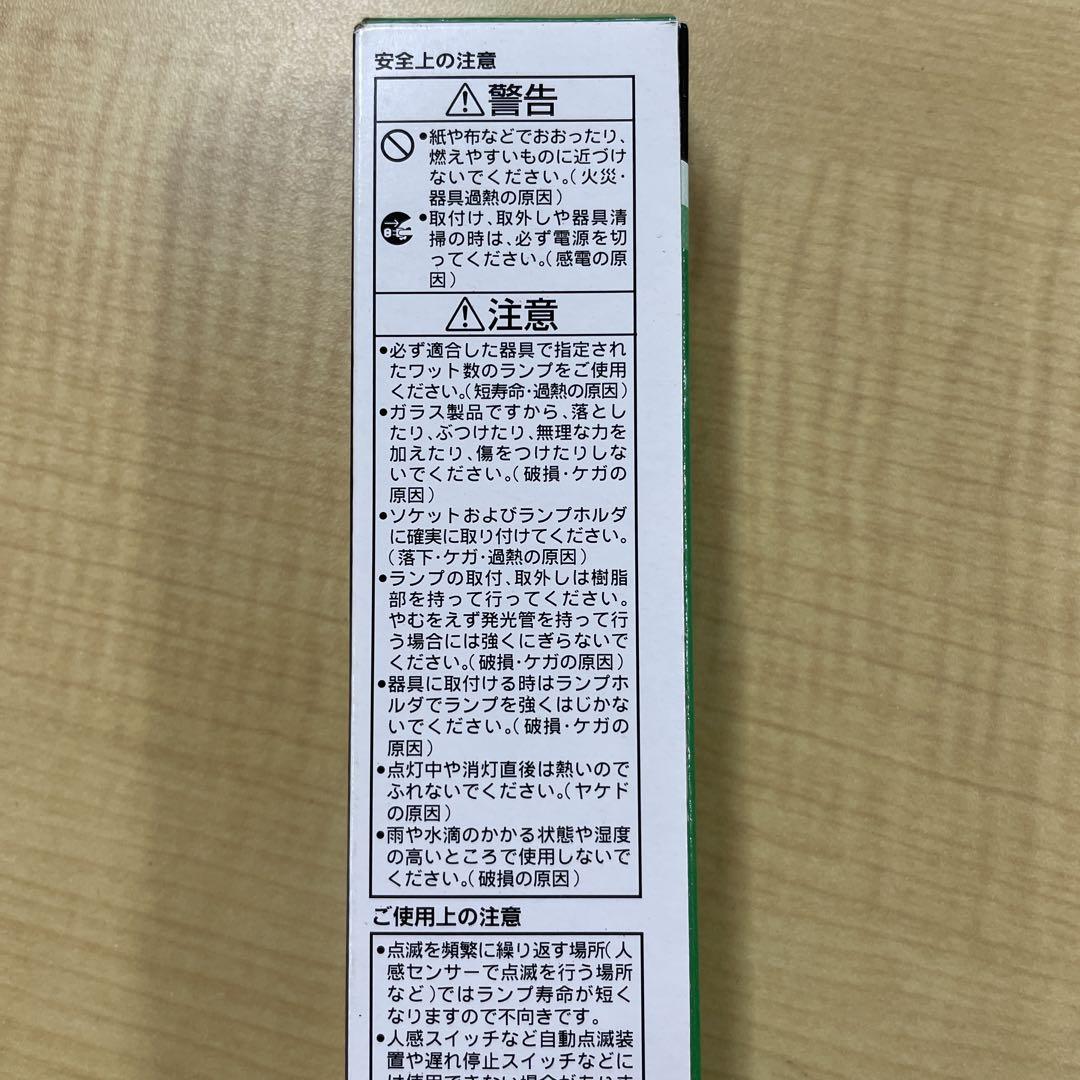 安全上の注意
⚠警告
●紙や布などでおおったり、
燃えやすいものに近づけ
ないでください。(火災・
器具過熱の原因)
●取付け、取外しや器具清
掃の時は、必ず電源を切
ってください。(感電の原
因)
⚠注意
●必ず適合した器具で指定され
たワット数のランプをご使用
ください。(短寿命・過熱の原因)
●ガラス製品ですから、落とし
たり、ぶつけたり、無理な力を
加えたり、傷をつけたりしな
いでください。(破損・ケガの
原因)
●ソケットおよびランプホルダ
に確実に取り付けてください。
(落下・ケガ・過熱の原因)
●ランプの取付、取外しは樹脂
部を持って行ってください。
やむをえず発光管を持って行
う場合には強くにぎらないで
ください。(破損・ケガの原因)
●器具に取付ける時はランプホ
ルダでランプを強くはじかな
いでください。(破損・ケガの
原因)
●点灯中や消灯直後は熱いので
ふれないでください。(ヤケド
の原因)
●雨や水滴のかかる状態や湿度
の高いところで使用しないで
ください。(破損の原因)
ご使用上の注意
●点滅を頻繁に繰り返す場所(人
感センサーで点滅を行う場所
など)ではランプ寿命が短く
なりますので不向きです。
●人感スイッチなど自動点滅装
置や遅れ停止スイッチなどに
は使用できない場合があります